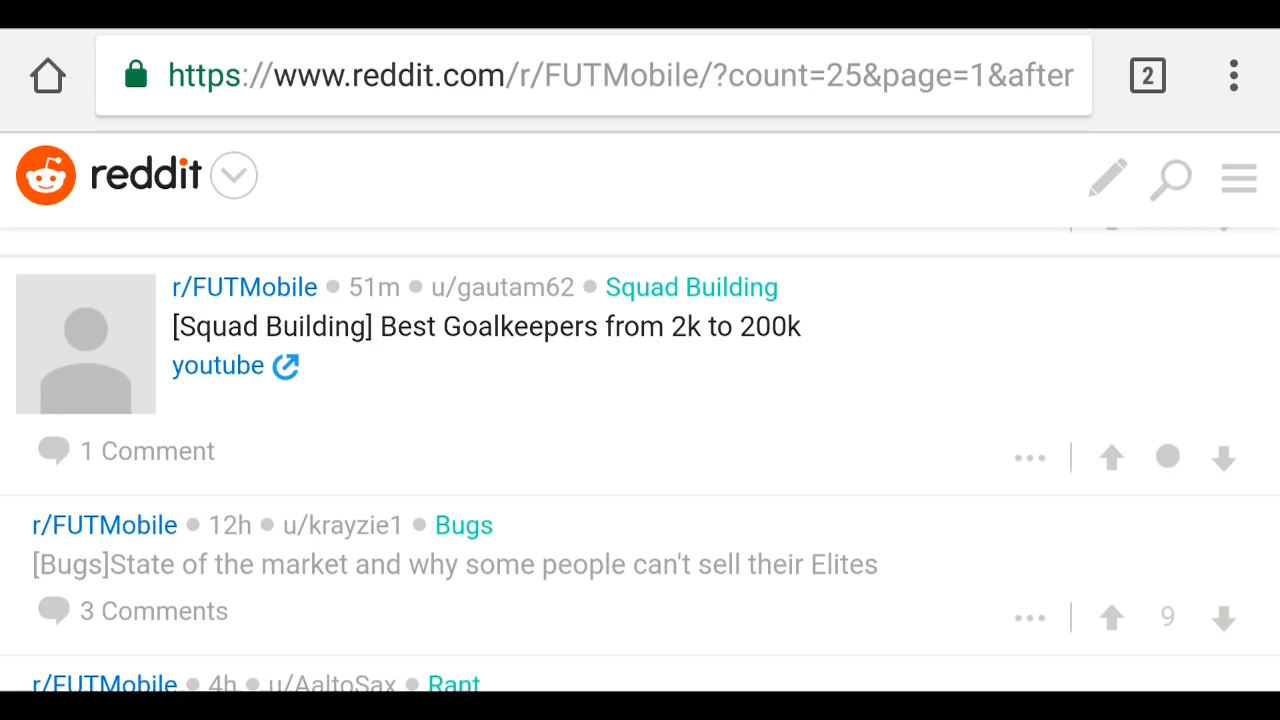 https://www.reddit.com/r/FUTMobile/?count=25&page=1&after
2
reddit
r/FUTMobile • 51m • u/gautam62 • Squad Building
[Squad Building] Best Goalkeepers from 2k to 200k
youtube
1 Comment
r/FUTMobile • 12h • u/krayzie1 • Bugs
[Bugs]State of the market and why some people can't sell their Elites
3 Comments
9
r/FUTMobile • 4h • u/AaltoSax • Rant